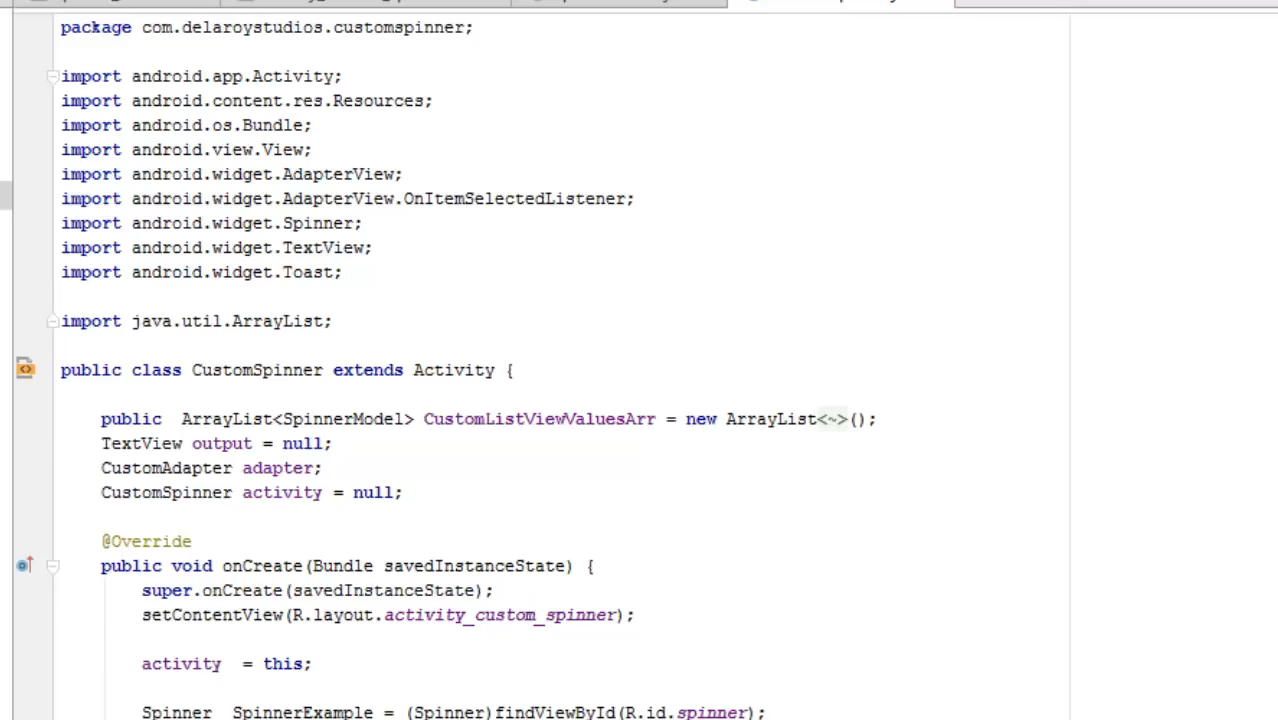 package com.delaroystudios.customspinner;
import android.app.Activity;
import android.content.res.Resources;
import android.os.Bundle;
import android.view.View;
import android.widget.AdapterView;
import android.widget.AdapterView.OnItemSelectedListener;
import android.widget.Spinner;
import android.widget.TextView;
import android.widget.Toast;
import java.util.ArrayList;
public class CustomSpinner extends Activity {
public  ArrayList<SpinnerModel> CustomListViewValuesArr = new ArrayList<~>();
TextView output = null;
CustomAdapter adapter;
CustomSpinner activity = null;
@Override
public void onCreate(Bundle savedInstanceState) {
super.onCreate(savedInstanceState);
setContentView(R.layout.activity_custom_spinner);
activity  = this;
Spinner  SpinnerExample = (Spinner)findViewById(R.id.spinner);